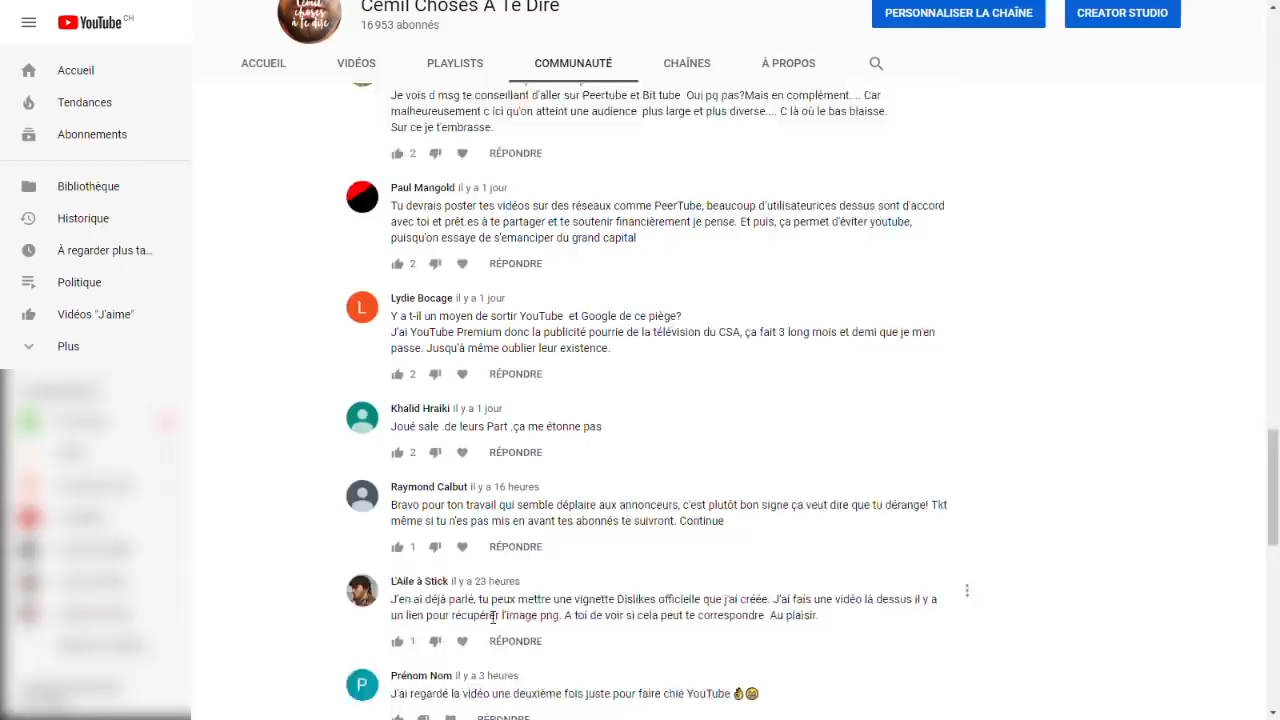 YouTube CH
Cemil Choses À Te Dire
16 953 abonnés
PERSONNALISER LA CHAÎNE
CREATOR STUDIO
ACCUEIL
VIDÉOS
PLAYLISTS
COMMUNAUTÉ
CHAÎNES
À PROPOS
Accueil
Tendances
Abonnements
Bibliothèque
Historique
À regarder plus ta...
Politique
Vidéos "J'aime"
Plus
Cemil
choses
à te
dire
Je vois d msg te conseillant d'aller sur Peertube et Bit tube Oui pq pas?Mais en complément.... Car
malheureusement c ici qu'on atteint une audience plus large et plus diverse.... C là où le bas blaisse.
Sur ce je t'embrasse.
2 RÉPONDRE
Paul Mangold il y a 1 jour
Tu devrais poster tes vidéos sur des réseaux comme PeerTube, beaucoup d'utilisateurices dessus sont d'accord
avec toi et prêt.es à te partager et te soutenir financièrement je pense. Et puis, ça permet d'éviter youtube,
puisqu'on essaye de s'emanciper du grand capital
2 RÉPONDRE
L
Lydie Bocage il y a 1 jour
Y a t-il un moyen de sortir YouTube et Google de ce piège?
J'ai YouTube Premium donc la publicité pourrie de la télévision du CSA, ça fait 3 long mois et demi que je m'en
passe. Jusqu'à même oublier leur existence.
2 RÉPONDRE
Khalid Hraiki il y a 1 jour
Joué sale .de leurs Part .ça me étonne pas
2 RÉPONDRE
Raymond Calbut il y a 16 heures
Bravo pour ton travail qui semble déplaire aux annonceurs, c'est plutôt bon signe ça veut dire que tu dérange! Tkt
même si tu n'es pas mis en avant tes abonnés te suivront. Continue
1 RÉPONDRE
L'Aile à Stick il y a 23 heures
J'en ai déjà parlé, tu peux mettre une vignette Dislikes officielle que j'ai créée. J'ai fais une vidéo là dessus il y a
un lien pour récupérer l'image png. A toi de voir si cela peut te correspondre Au plaisir.
1 RÉPONDRE
P
Prénom Nom il y a 3 heures
J'ai regardé la vidéo une deuxième fois juste pour faire chié YouTube 👌😄
RÉPONDRE